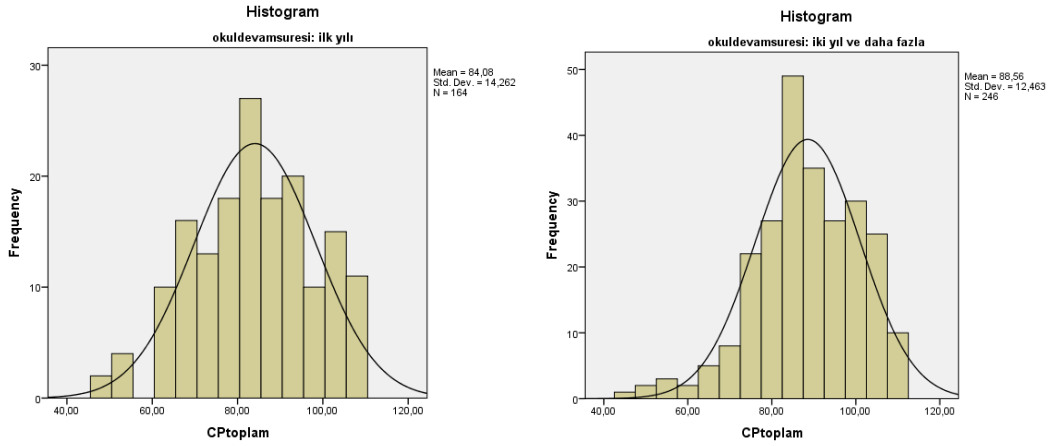 Histogram
okuldevamsuresi: ilk yılı
Mean = 84,08
Std. Dev. = 14,262
N = 164
Frequency
30
20
10
0
40,00 60,00 80,00 100,00 120,00
CPtoplam
Histogram
okuldevamsuresi: iki yıl ve daha fazla
Mean = 88,56
Std. Dev. = 12,463
N = 246
Frequency
50
40
30
20
10
0
40,00 60,00 80,00 100,00 120,00
CPtoplam